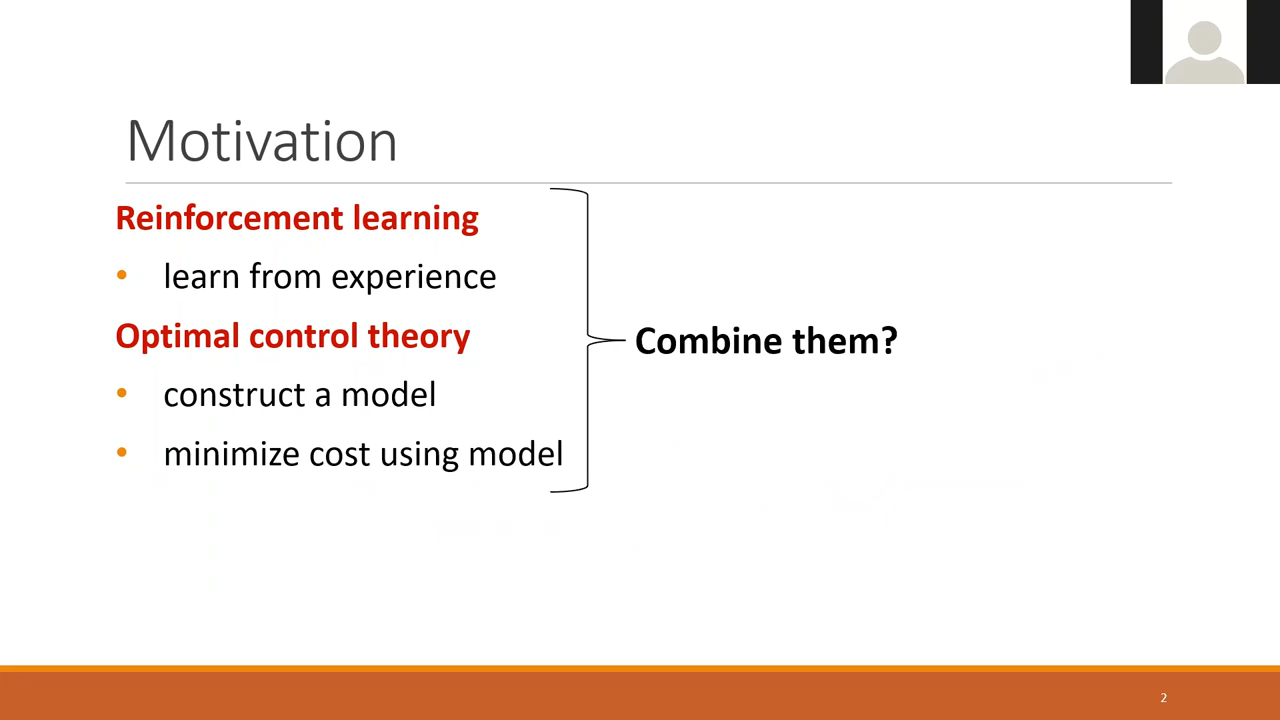 Motivation
Reinforcement learning
• learn from experience
Optimal control theory
• construct a model
• minimize cost using model
Combine them?
2